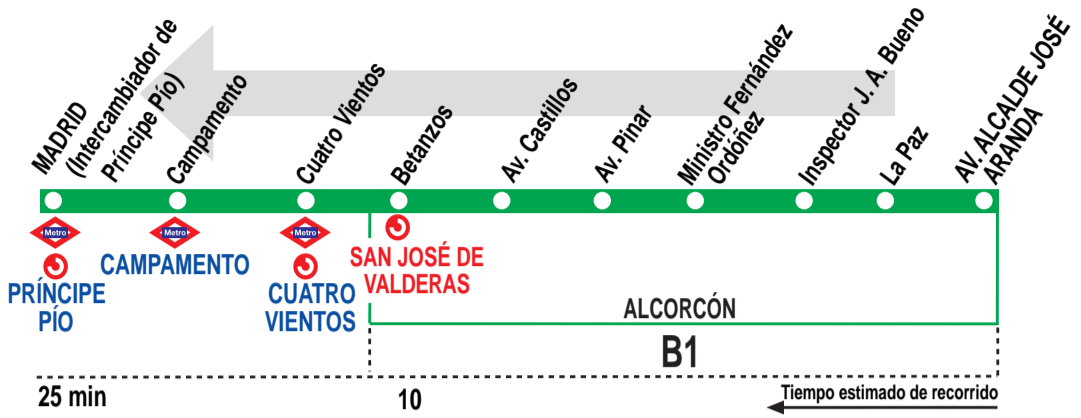 MADRID
(Intercambiador de
Príncipe Pío)
Campamento
Cuatro Vientos
Betanzos
Av. Castillos
Av. Pinar
Ministro Fernández
Ordóñez
Inspector J. A. Bueno
La Paz
AV. ALCALDE JOSÉ
ARANDA
Metro
Metro
Metro
PRÍNCIPE
PÍO
CAMPAMENTO
CUATRO
VIENTOS
SAN JOSÉ DE
VALDERAS
ALCORCÓN
B1
25 min
10
Tiempo estimado de recorrido